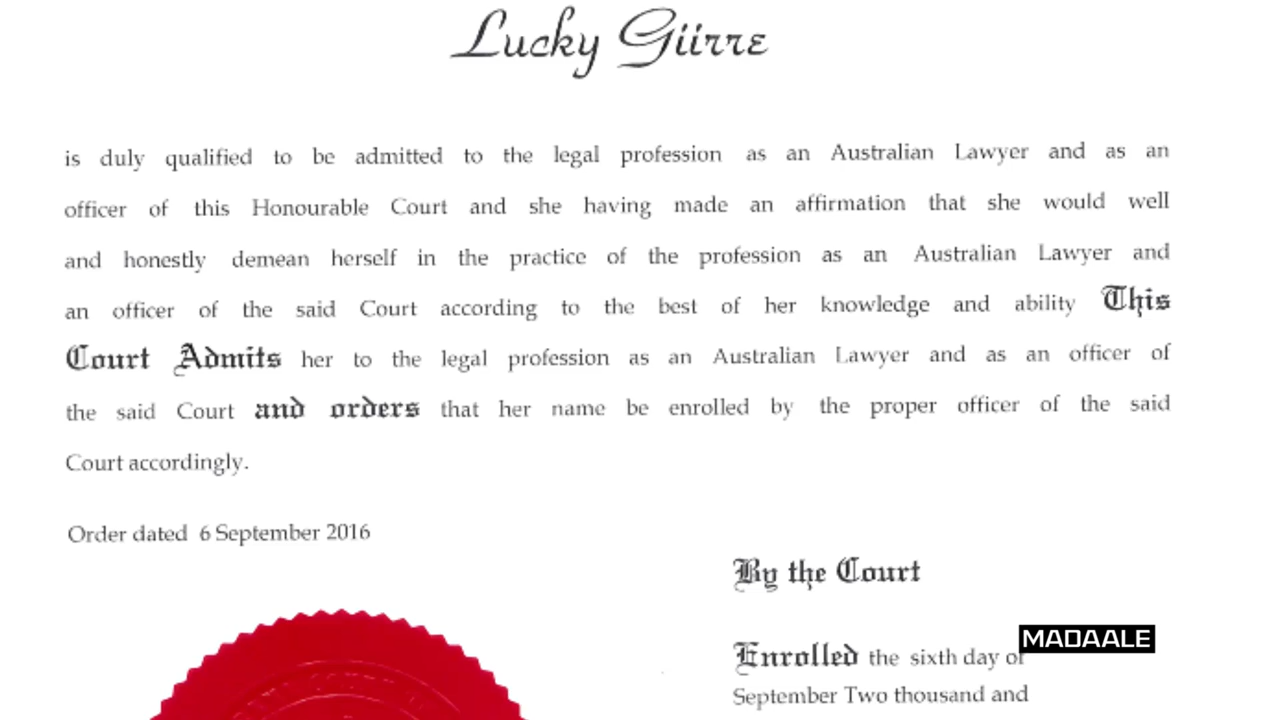 Lucky Giirre
is duly qualified to be admitted to the legal profession as an Australian Lawyer and as an
officer of this Honourable Court and she having made an affirmation that she would well
and honestly demean herself in the practice of the profession as an Australian Lawyer and
an officer of the said Court according to the best of her knowledge and ability This
Court Admits her to the legal profession as an Australian Lawyer and as an officer of
the said Court and orders that her name be enrolled by the proper officer of the said
Court accordingly.
Order dated 6 September 2016
By the Court
Enrolled the sixth day of
September Two thousand and
MADAALE